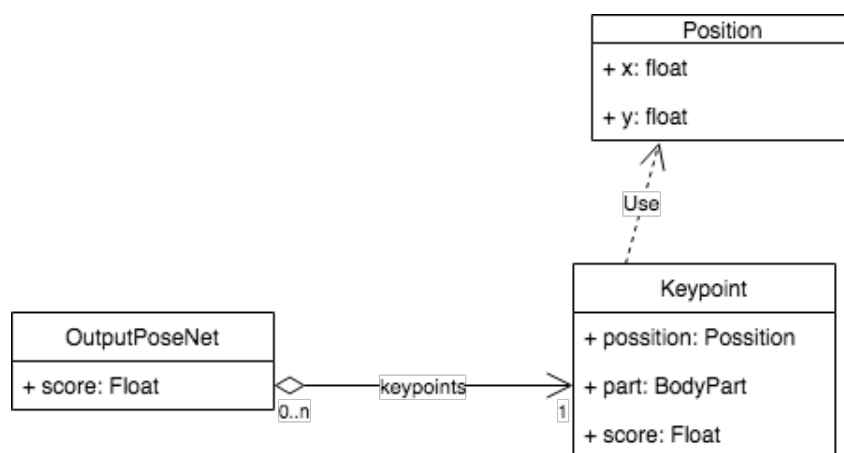 Position
+ x: float
+ y: float
Use
Keypoint
+ possition: Possition
+ part: BodyPart
+ score: Float
OutputPoseNet
+ score: Float
keypoints
0..n
1